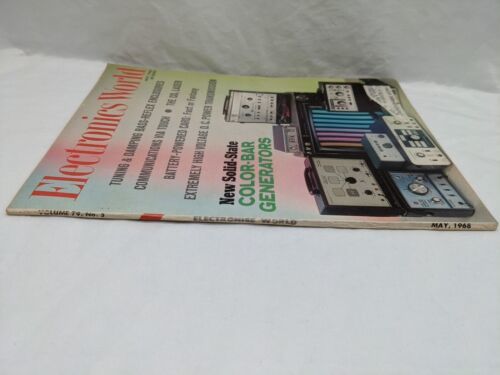 Electronics World
TUNING & DAMPING BASS-REFLEX ENCLOSURES
COMMUNICATIONS VIA TOUCH • THE CO₂ LASER
BATTERY-POWERED CARS: Fact or Fantasy
EXTREMELY HIGH VOLTAGE D.C. POWER TRANSMISSION
New Solid-State
COLOR-BAR
GENERATORS
VOLUME 79, No. 5
ELECTRONICS WORLD
MAY, 1968